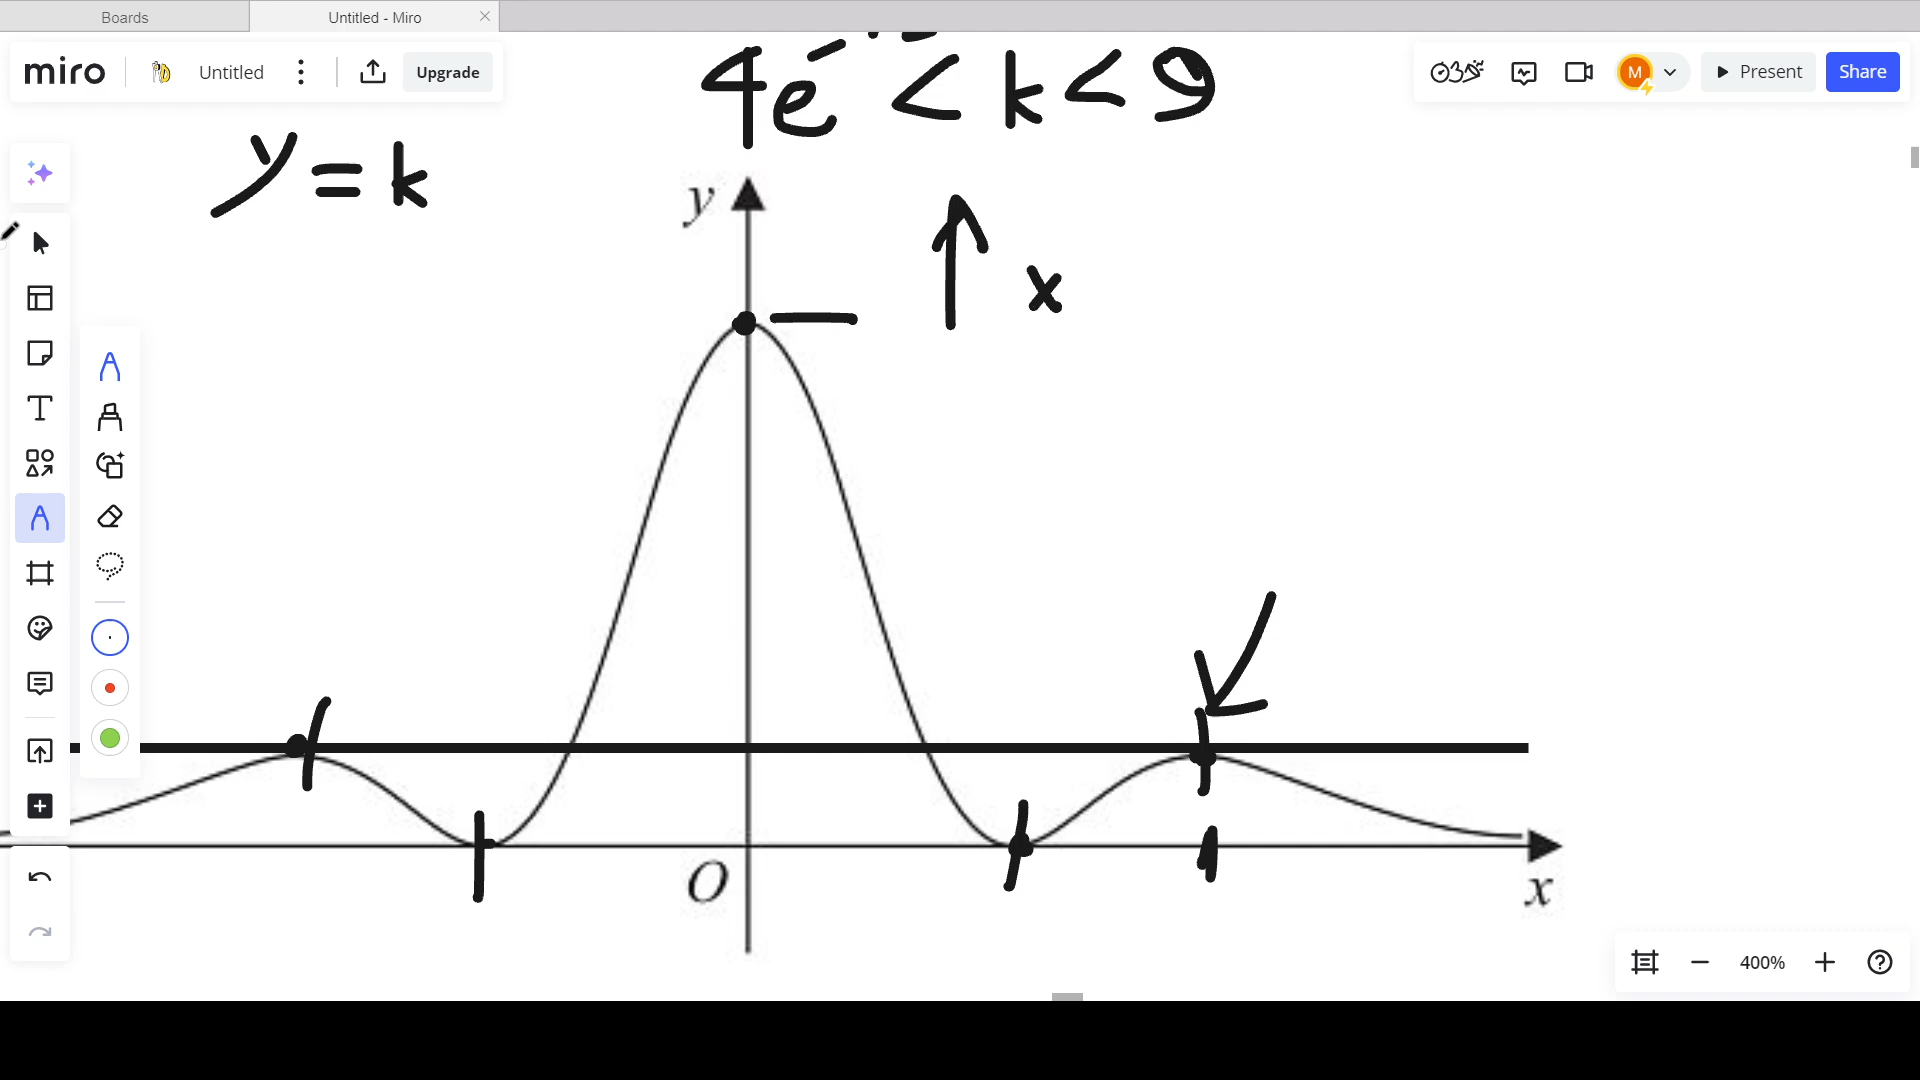 Boards
Untitled - Miro
miro
Untitled
Upgrade
M
Present
Share
4e < k < 9
y = k
y
x
O
x
400%